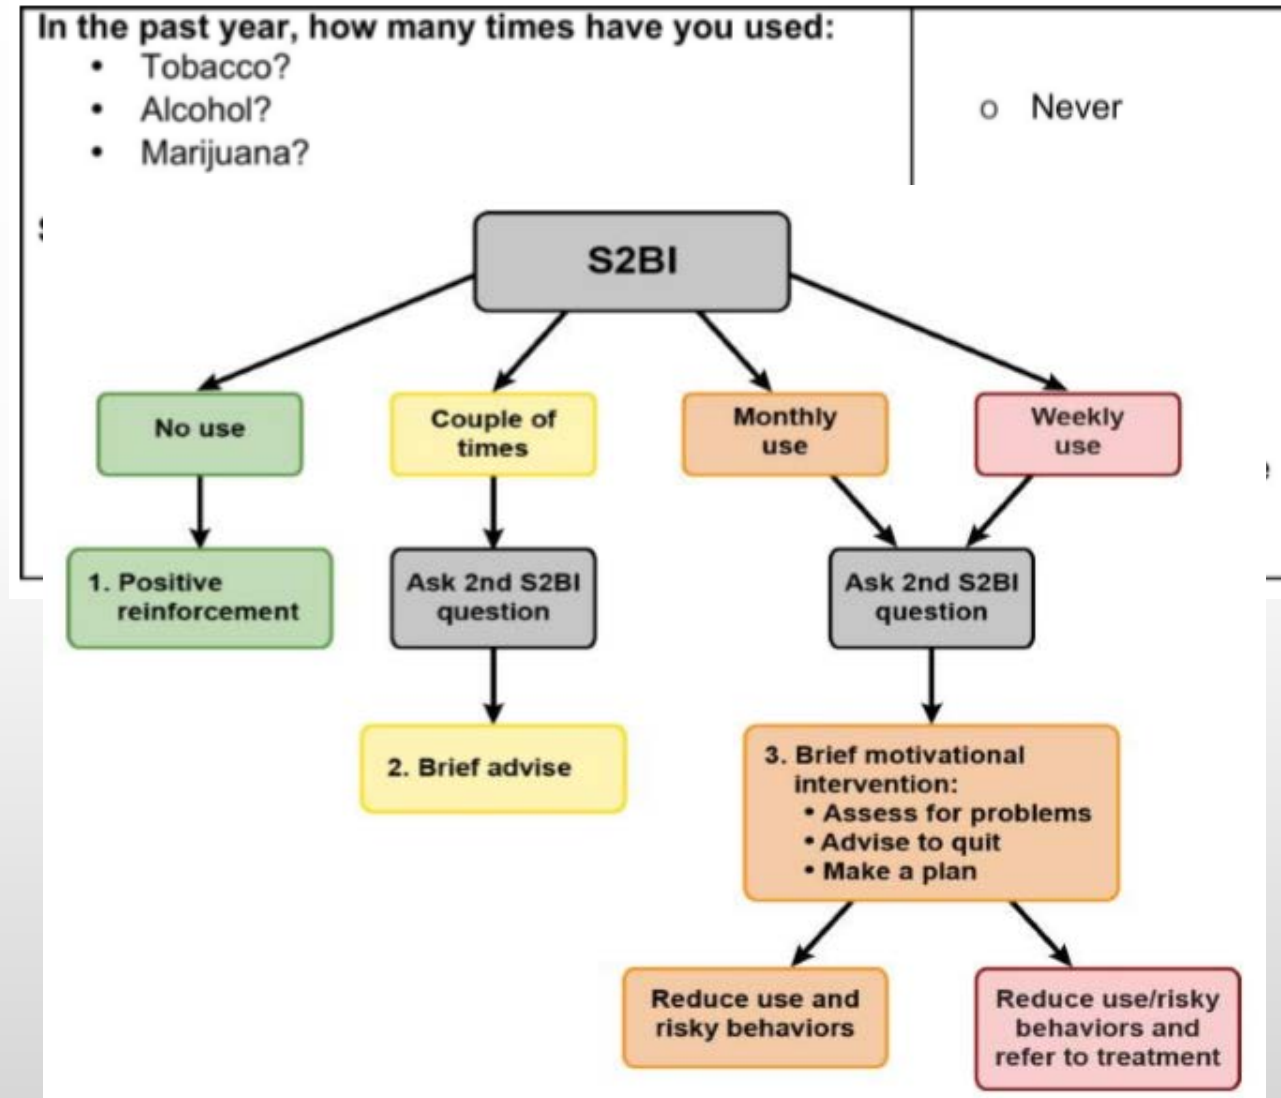 In the past year, how many times have you used:
• Tobacco?
• Alcohol?
• Marijuana?
o Never
S2BI
No use
Couple of
times
Monthly
use
Weekly
use
1. Positive
reinforcement
Ask 2nd S2BI
question
Ask 2nd S2BI
question
2. Brief advise
3. Brief motivational
intervention:
• Assess for problems
• Advise to quit
• Make a plan
Reduce use and
risky behaviors
Reduce use/risky
behaviors and
refer to treatment